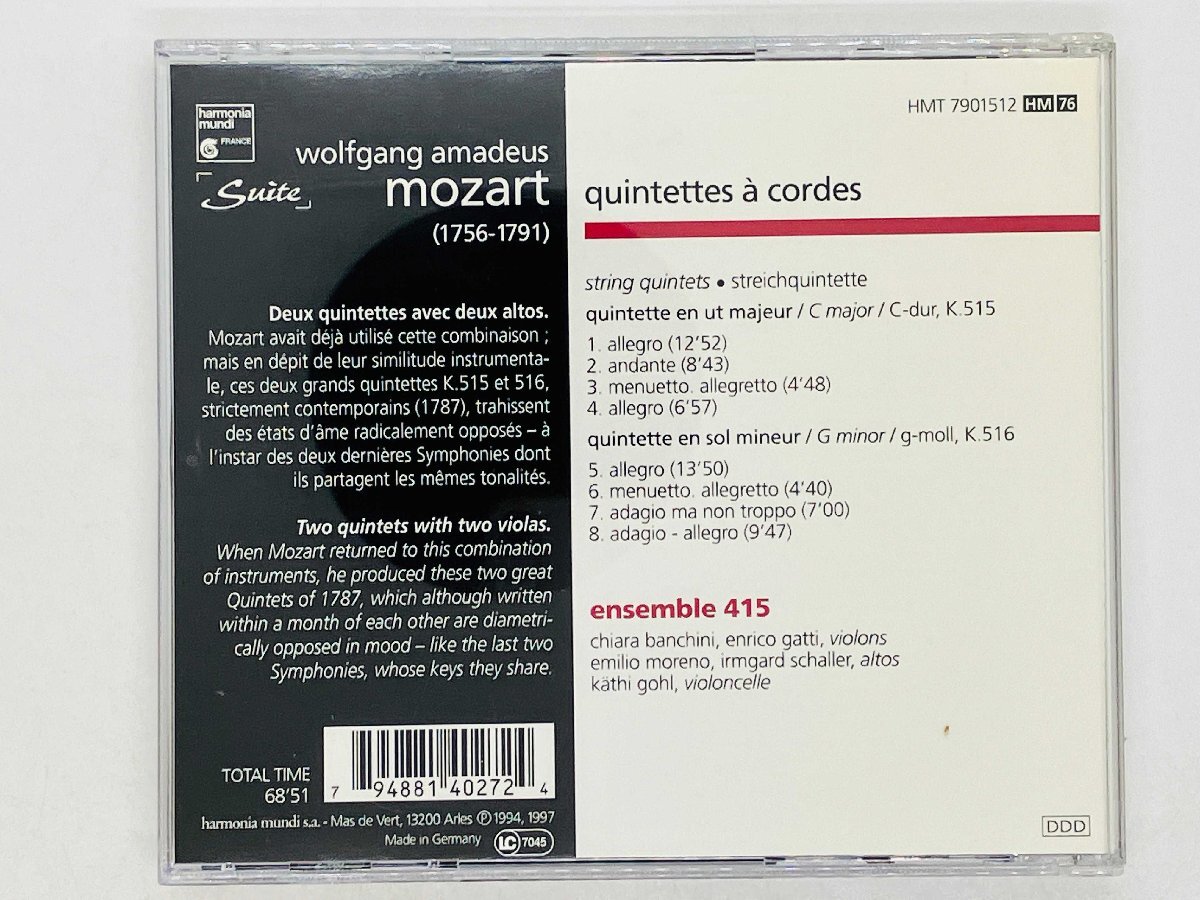 harmonia
mundi
FRANCE
Suite
wolfgang amadeus
mozart
(1756-1791)
Deux quintettes avec deux altos.
Mozart avait déjà utilisé cette combinaison ;
mais en dépit de leur similitude instrumenta-
le, ces deux grands quintettes K.515 et 516,
strictement contemporains (1787), trahissent
des états d'âme radicalement opposés – à
l'instar des deux dernières Symphonies dont
ils partagent les mêmes tonalités.
Two quintets with two violas.
When Mozart returned to this combination
of instruments, he produced these two great
Quintets of 1787, which although written
within a month of each other are diametri-
cally opposed in mood – like the last two
Symphonies, whose keys they share.
TOTAL TIME
68'51
7 94881 40272 4
harmonia mundi s.a. - Mas de Vert, 13200 Arles ℗ 1994, 1997
Made in Germany LC 7045
HMT 7901512 HM 76
quintettes à cordes
string quintets • streichquintette
quintette en ut majeur / C major / C-dur, K.515
1. allegro (12'52)
2. andante (8'43)
3. menuetto. allegretto (4'48)
4. allegro (6'57)
quintette en sol mineur / G minor / g-moll, K.516
5. allegro (13'50)
6. menuetto. allegretto (4'40)
7. adagio ma non troppo (7'00)
8. adagio - allegro (9'47)
ensemble 415
chiara banchini, enrico gatti, violons
emilio moreno, irmgard schaller, altos
käthi gohl, violoncelle
DDD